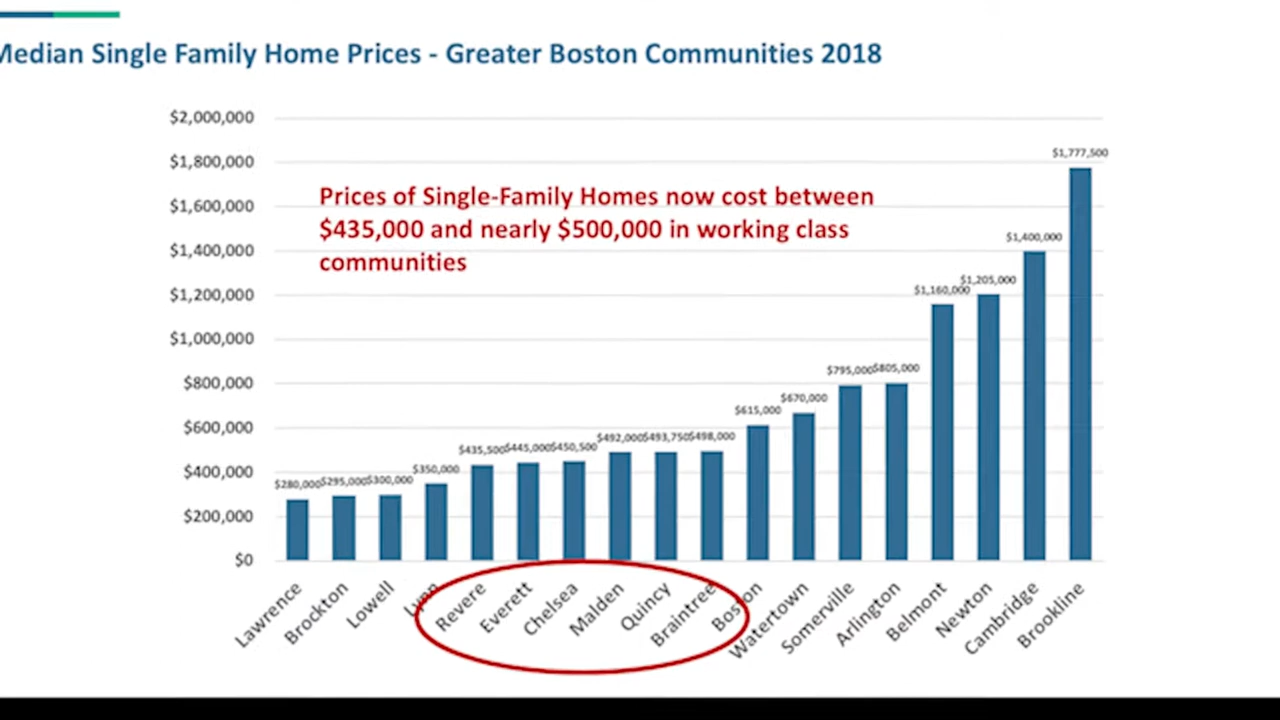 Median Single Family Home Prices - Greater Boston Communities 2018
$2,000,000
$1,800,000
$1,600,000
$1,400,000
$1,200,000
$1,000,000
$800,000
$600,000
$400,000
$200,000
$0
Prices of Single-Family Homes now cost between
$435,000 and nearly $500,000 in working class
communities
$280,000
$295,000
$300,000
$350,000
$435,500
$445,000
$450,500
$492,000
$493,750
$498,000
$615,000
$670,000
$795,000
$805,000
$1,160,000
$1,205,000
$1,400,000
$1,777,500
Lawrence
Brockton
Lowell
Lynn
Revere
Everett
Chelsea
Malden
Quincy
Braintree
Boston
Watertown
Somerville
Arlington
Belmont
Newton
Cambridge
Brookline